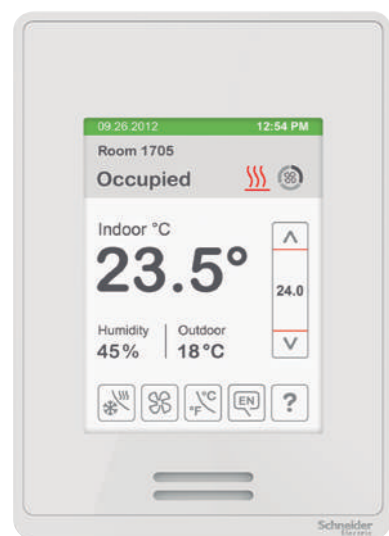 09.26.2012 12:54 PM
Room 1705
Occupied
Indoor °C
23.5°
24.0
Humidity Outdoor
45% 18°C
°F °C EN ?
Schneider
Electric